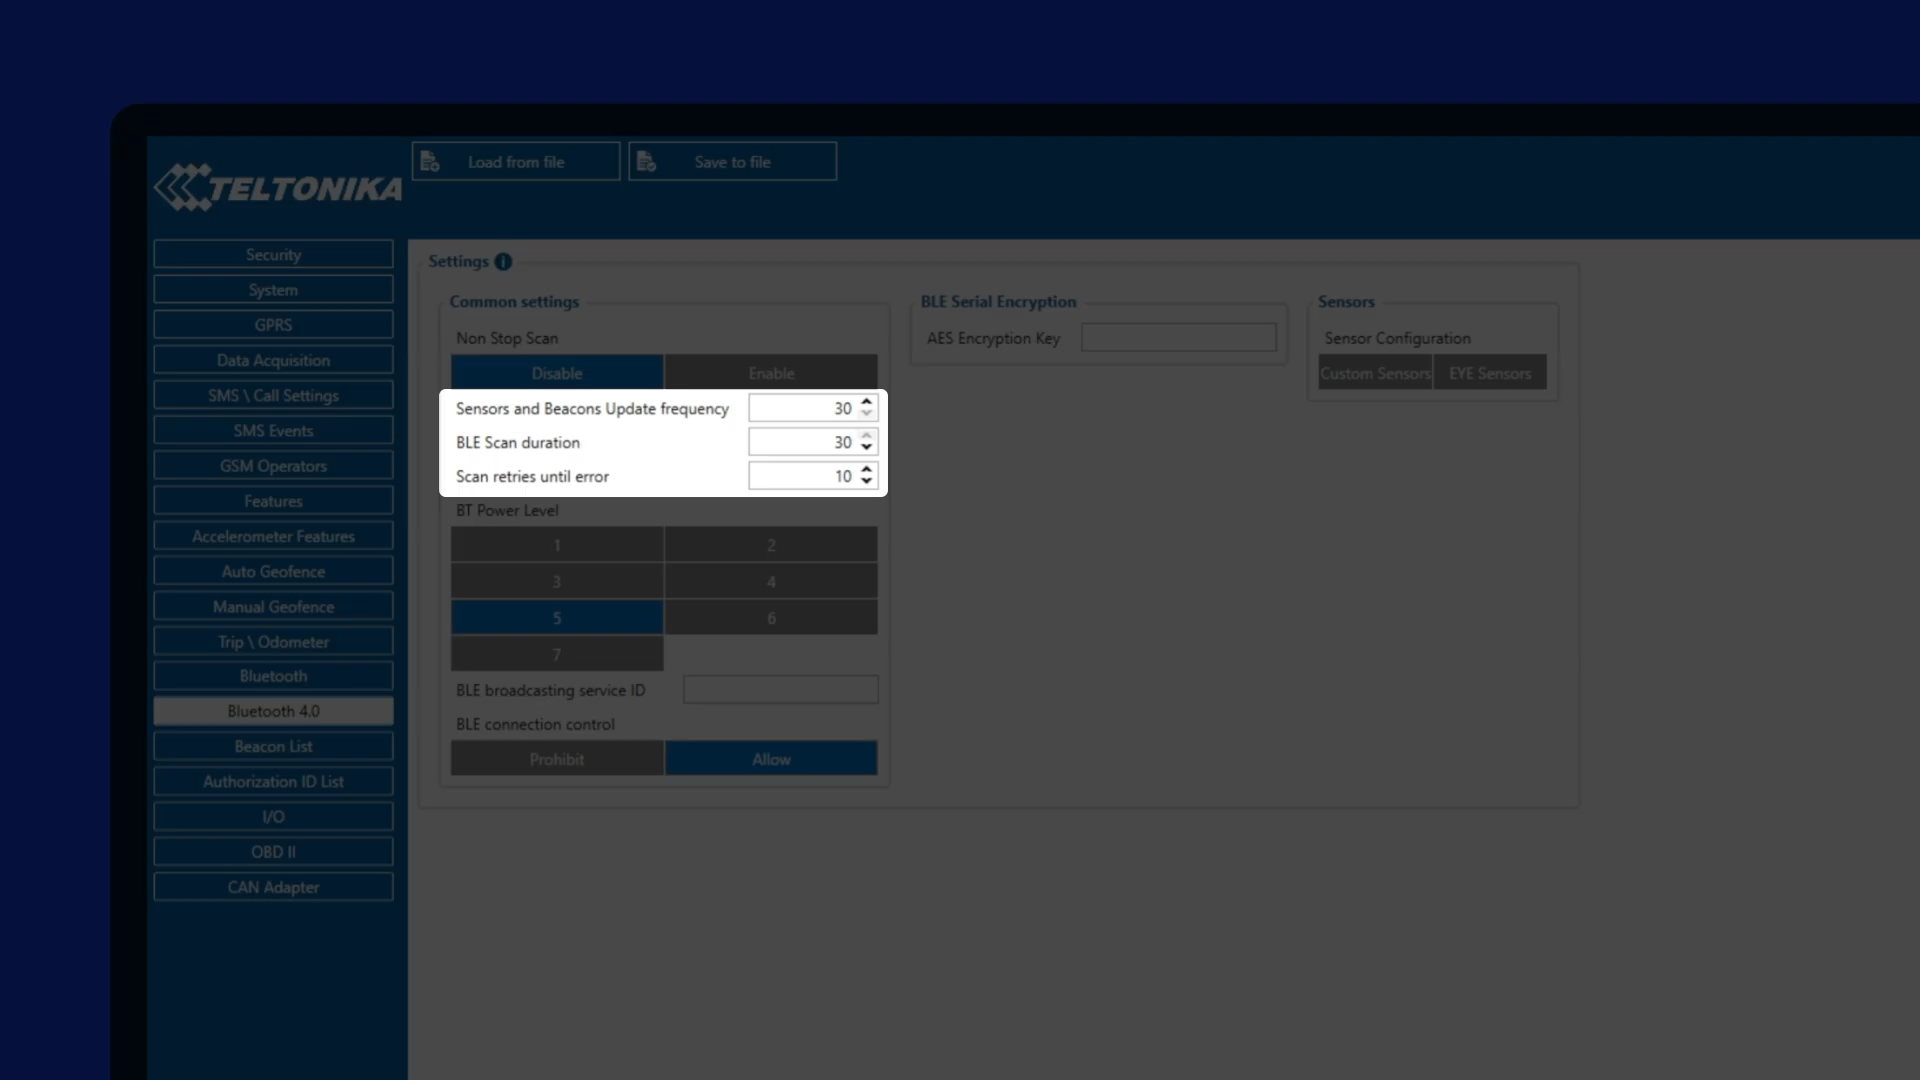 TELTONIKA
Load from file
Save to file
Security
System
GPRS
Data Acquisition
SMS \ Call Settings
SMS Events
GSM Operators
Features
Accelerometer Features
Auto Geofence
Manual Geofence
Trip \ Odometer
Bluetooth
Bluetooth 4.0
Beacon List
Authorization ID List
I/O
OBD II
CAN Adapter
Settings i
Common settings
Non Stop Scan
Disable
Enable
Sensors and Beacons Update frequency 30
BLE Scan duration 30
Scan retries until error 10
BT Power Level
1 2
3 4
5 6
7
BLE broadcasting service ID
BLE connection control
Prohibit
Allow
BLE Serial Encryption
AES Encryption Key
Sensors
Sensor Configuration
Custom Sensors
EYE Sensors